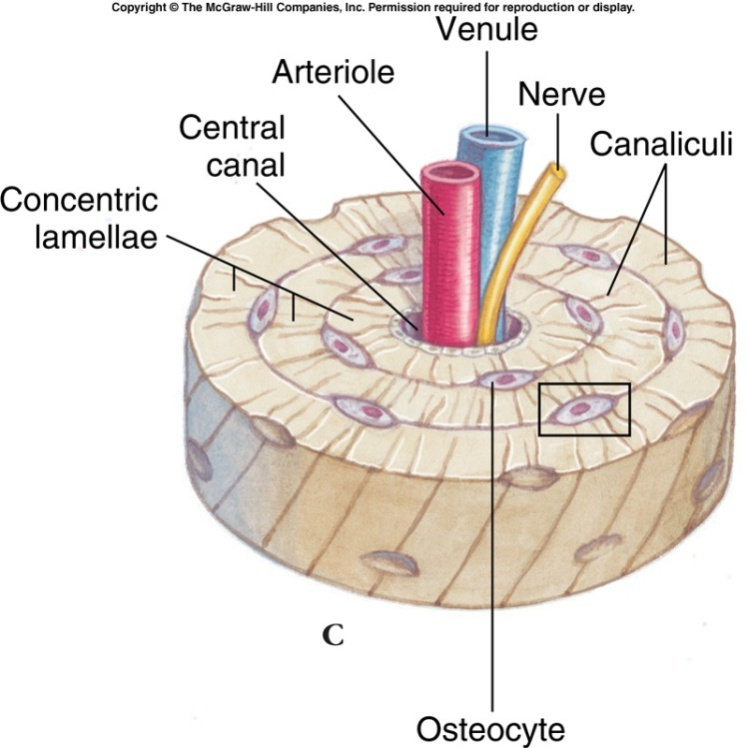 Copyright © The McGraw-Hill Companies, Inc. Permission required for reproduction or display.
Venule
Arteriole
Nerve
Central
canal
Canaliculi
Concentric
lamellae
C
Osteocyte